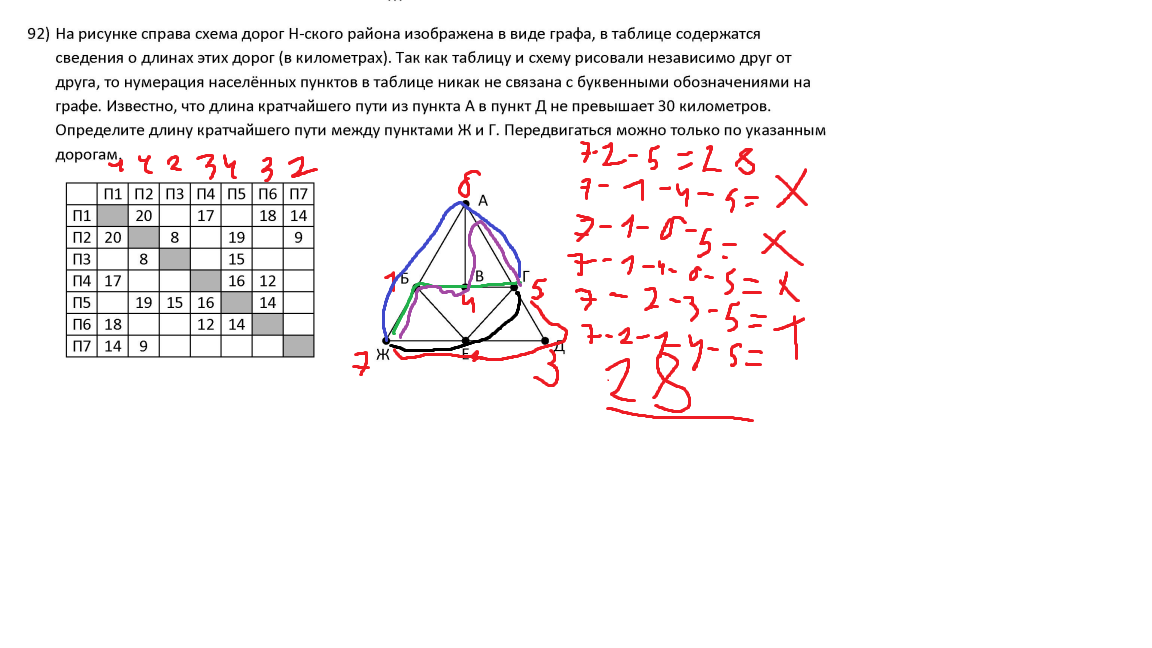 92) На рисунке справа схема дорог Н-ского района изображена в виде графа, в таблице содержатся
сведения о длинах этих дорог (в километрах). Так как таблицу и схему рисовали независимо друг от
друга, то нумерация населённых пунктов в таблице никак не связана с буквенными обозначениями на
графе. Известно, что длина кратчайшего пути из пункта А в пункт Д не превышает 30 километров.
Определите длину кратчайшего пути между пунктами Ж и Г. Передвигаться можно только по указанным
дорогам.
4 4 2 3 4 3 2
П1 П2 П3 П4 П5 П6 П7
П1 20 17 18 14
П2 20 8 19 9
П3 8 15
П4 17 16 12
П5 19 15 16 14
П6 18 12 14
П7 14 9
6 А
1 Б В Г
4 5
Ж Е Д
7 3
7-2-5=28
7-1-4-5= X
7-1-6-5= X
7-1-4-6-5= X
7-2-3-5=
7-2-1-4-5=
28